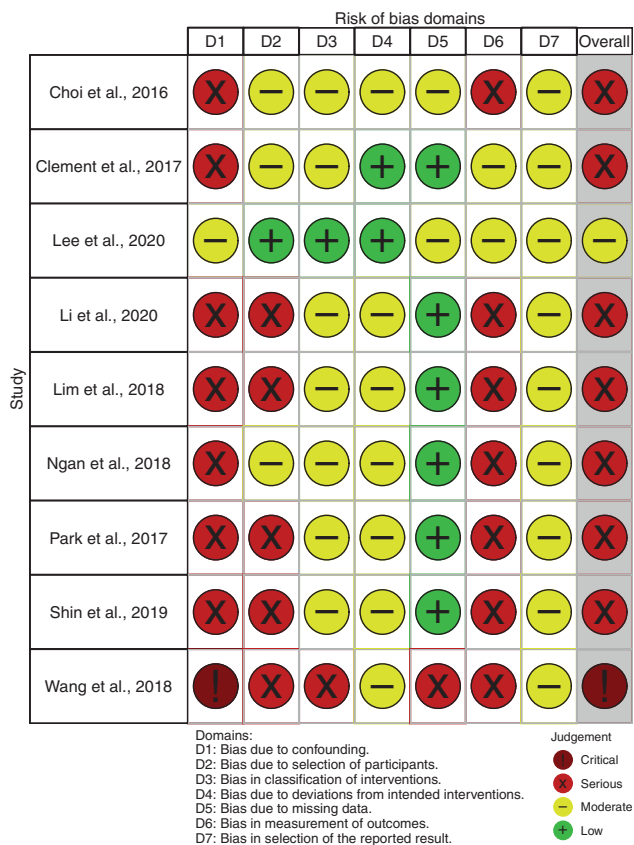 Risk of bias domains
D1 D2 D3 D4 D5 D6 D7 Overall
Study
Choi et al., 2016 X − − − − X − X
Clement et al., 2017 X − − + + − − X
Lee et al., 2020 − + + + − − − −
Li et al., 2020 X X − − + X − X
Lim et al., 2018 X X − − + X − X
Ngan et al., 2018 X − − − + X − X
Park et al., 2017 X X − − + X − X
Shin et al., 2019 X X − − + X − X
Wang et al., 2018 ! X X − X X − !
Domains:
D1: Bias due to confounding.
D2: Bias due to selection of participants.
D3: Bias in classification of interventions.
D4: Bias due to deviations from intended interventions.
D5: Bias due to missing data.
D6: Bias in measurement of outcomes.
D7: Bias in selection of the reported result.
Judgement
! Critical
X Serious
− Moderate
+ Low